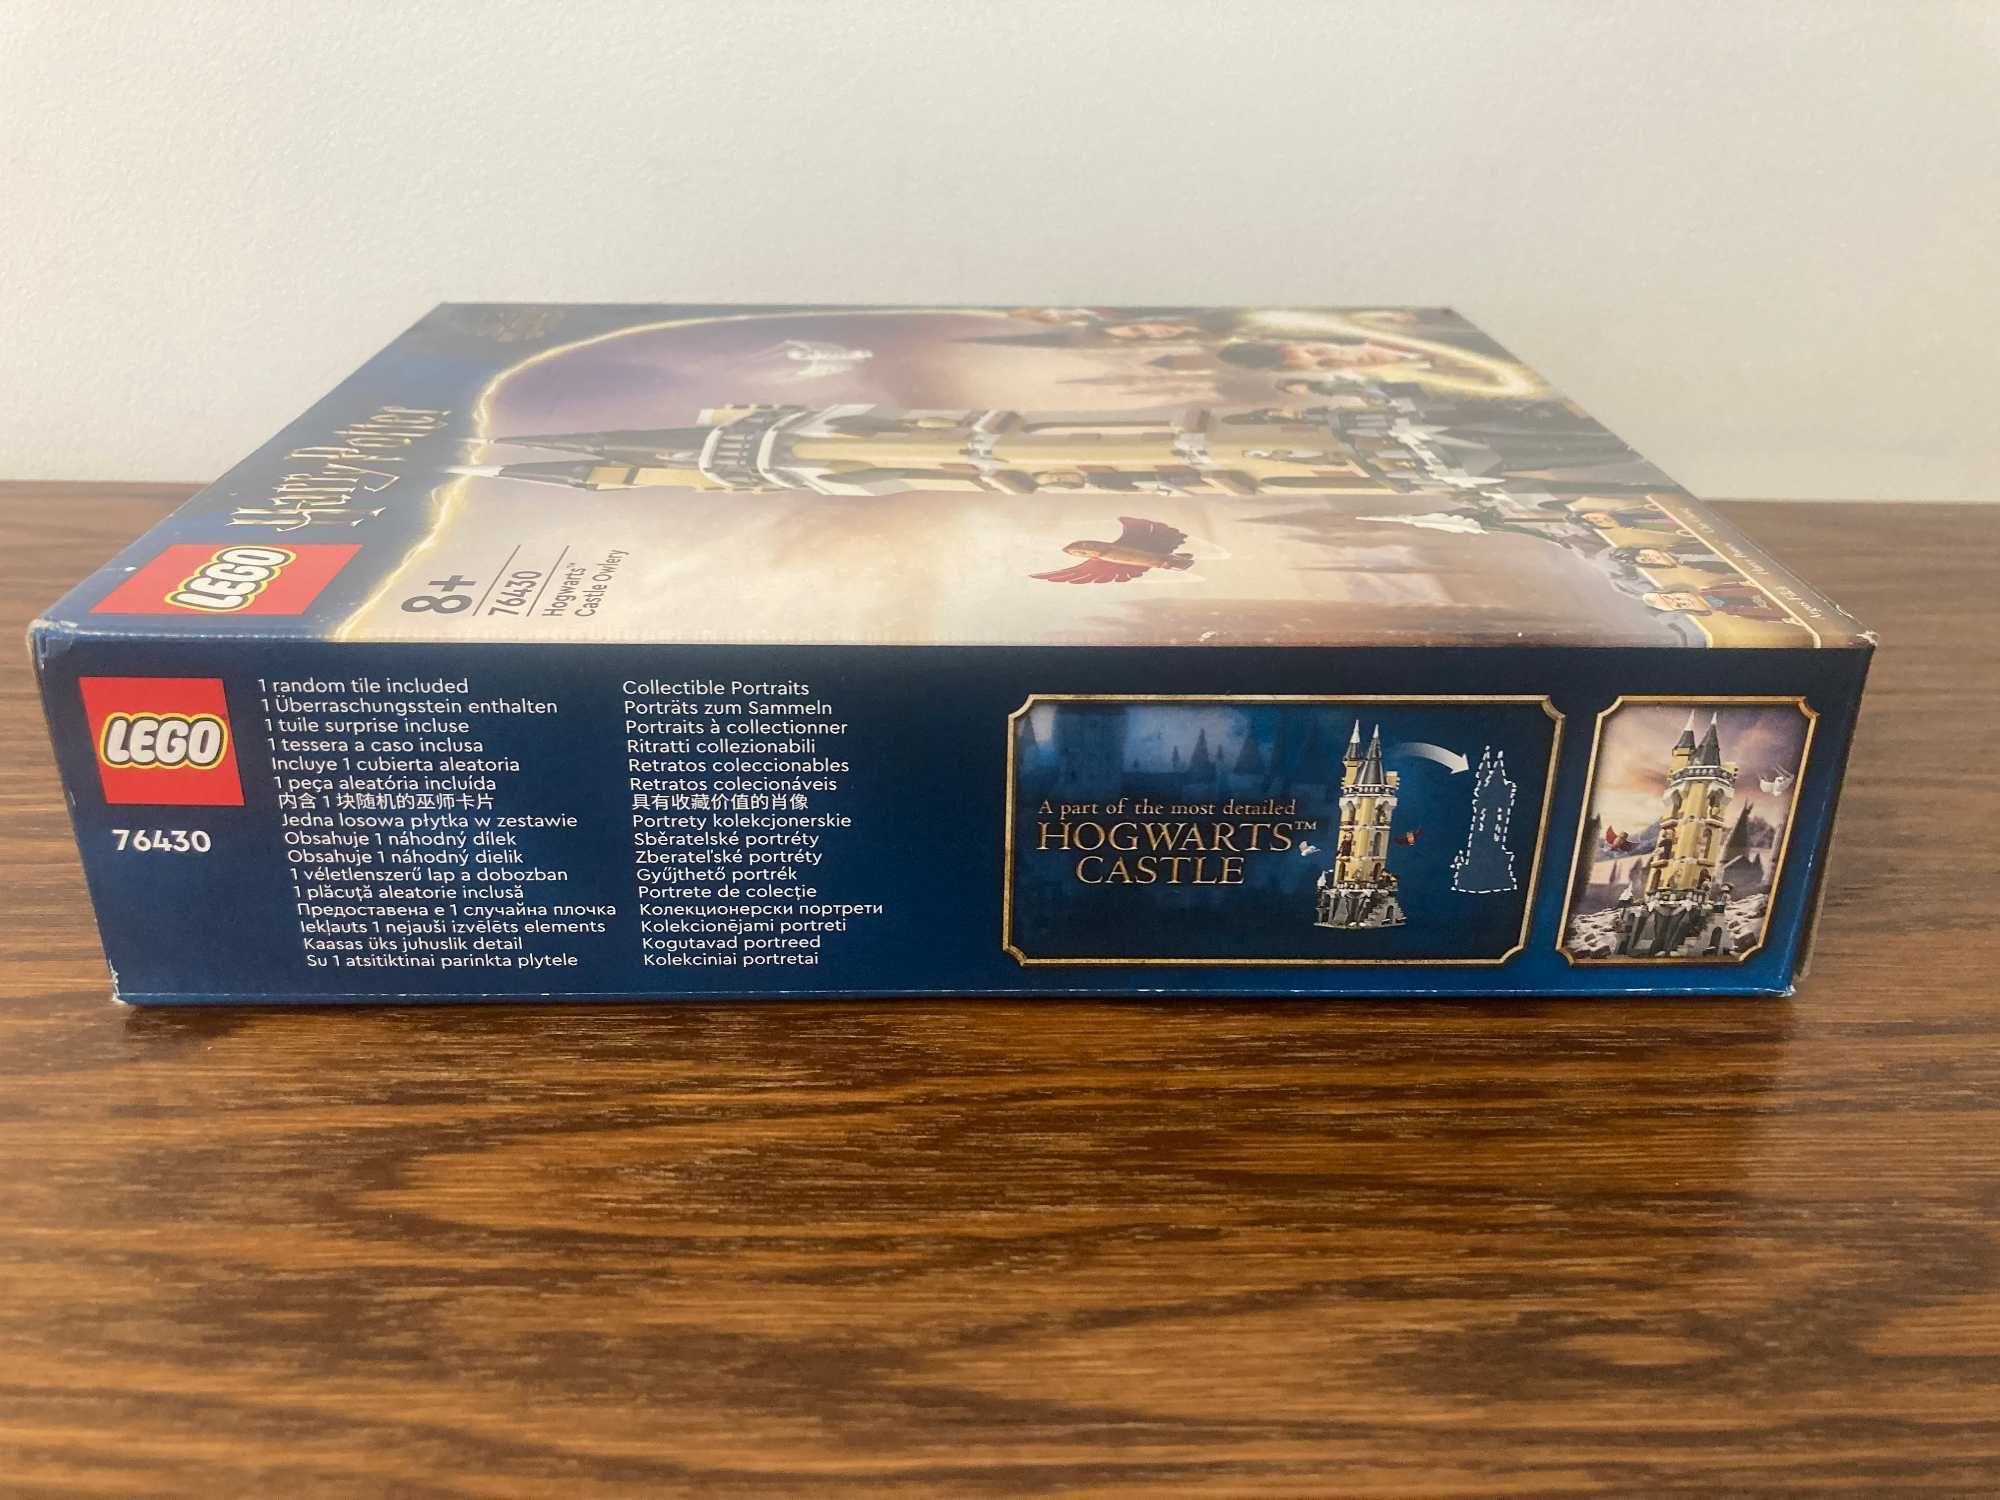 Harry Potter
LEGO
8+
76430
Hogwarts™
Castle Owlery
LEGO
76430
1 random tile included
1 Überraschungsstein enthalten
1 tuile surprise incluse
1 tessera a caso inclusa
Incluye 1 cubierta aleatoria
1 peça aleatória incluída
内含 1 块随机的巫师卡片
Jedna losowa płytka w zestawie
Obsahuje 1 náhodný dílek
Obsahuje 1 náhodný dielik
1 véletlenszerű lap a dobozban
1 plăcuță aleatorie inclusă
Предоставена е 1 случайна плочка
Iekļauts 1 nejauši izvēlēts elements
Kaasas üks juhuslik detail
Su 1 atsitiktinai parinkta plytele
Collectible Portraits
Porträts zum Sammeln
Portraits à collectionner
Ritratti collezionabili
Retratos coleccionables
Retratos colecionáveis
具有收藏价值的肖像
Portrety kolekcjonerskie
Sběratelské portréty
Zberateľské portréty
Gyűjthető portrék
Portrete de colecție
Колекционерски портрети
Kolekcionējami portreti
Kogutavad portreed
Kolekciniai portretai
A part of the most detailed
HOGWARTS™
CASTLE